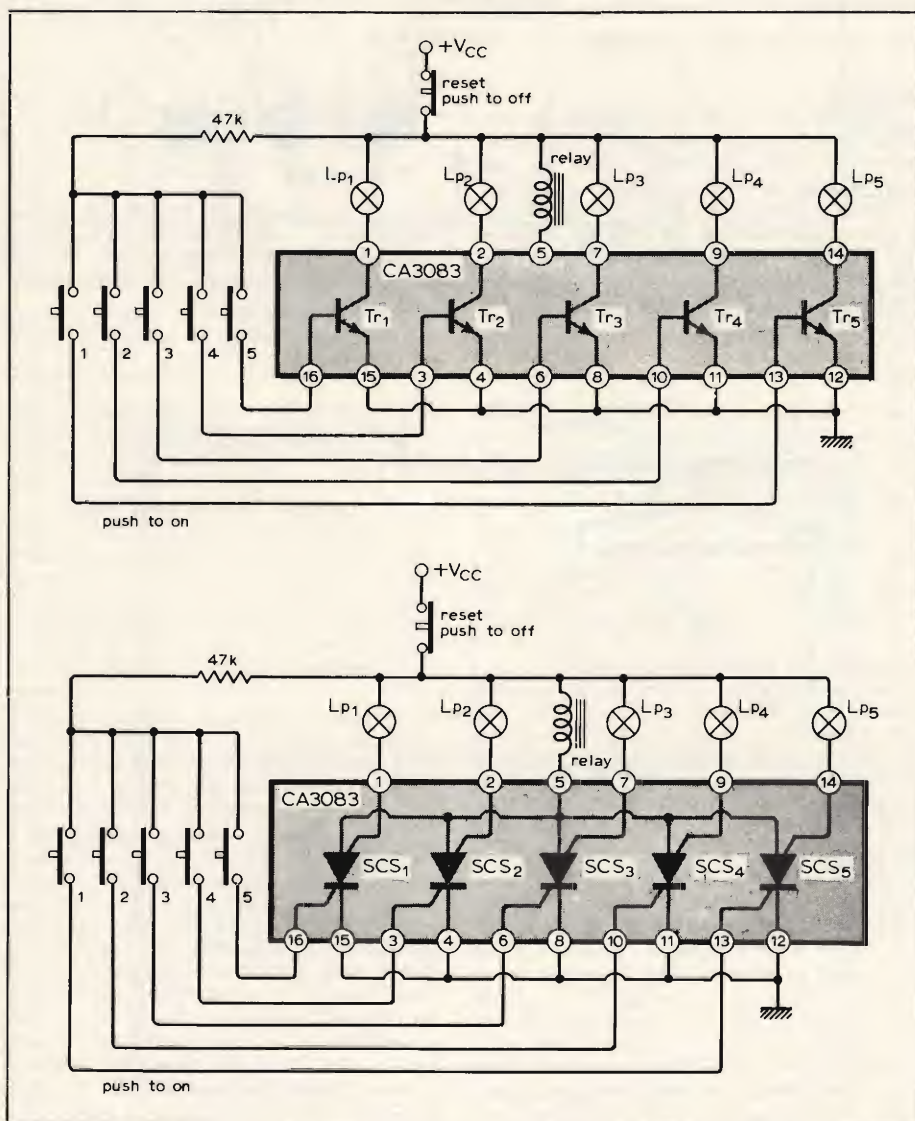 +VCC
reset
push to off
47k
Lp1
Lp2
relay
Lp3
Lp4
Lp5
1 2 5 7 9 14
CA3083
Tr1 Tr2 Tr3 Tr4 Tr5
1 2 3 4 5
16 15 3 4 6 8 10 11 13 12
push to on
+VCC
reset
push to off
47k
Lp1
Lp2
relay
Lp3
Lp4
Lp5
1 2 5 7 9 14
CA3083
SCS1 SCS2 SCS3 SCS4 SCS5
1 2 3 4 5
16 15 3 4 6 8 10 11 13 12
push to on